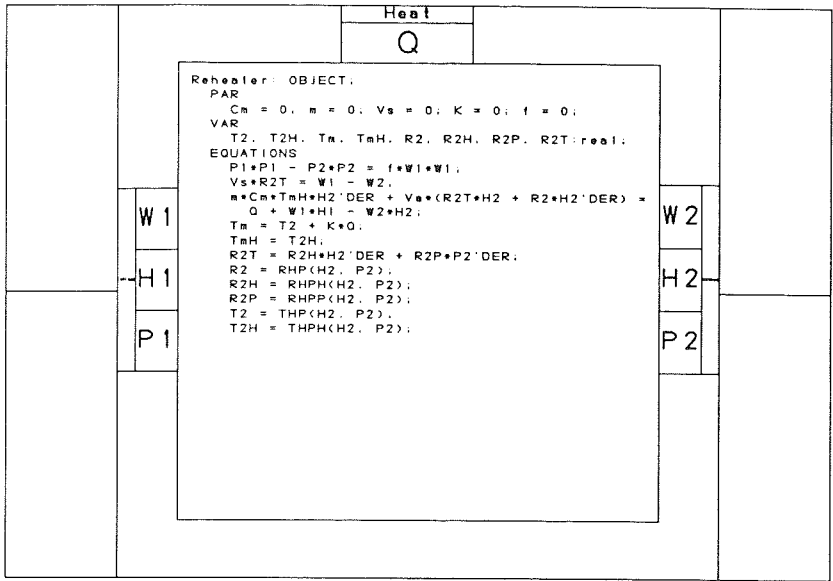 Heat
Q
Reheater: OBJECT;
PAR
Cm = 0; m = 0; Vs = 0; K = 0; f = 0;
VAR
T2, T2H, Tm, TmH, R2, R2H, R2P, R2T:real;
EQUATIONS
P1*P1 - P2*P2 = f*W1*W1;
Vs*R2T = W1 - W2;
m*Cm*TmH*H2'DER + Vs*(R2T*H2 + R2*H2'DER) =
Q + W1*H1 - W2*H2;
Tm = T2 + K*Q;
TmH = T2H;
R2T = R2H*H2'DER + R2P*P2'DER;
R2 = RHP(H2, P2);
R2H = RHPH(H2, P2);
R2P = RHPP(H2, P2);
T2 = THP(H2, P2);
T2H = THPH(H2, P2);
W1
H1
P1
W2
H2
P2